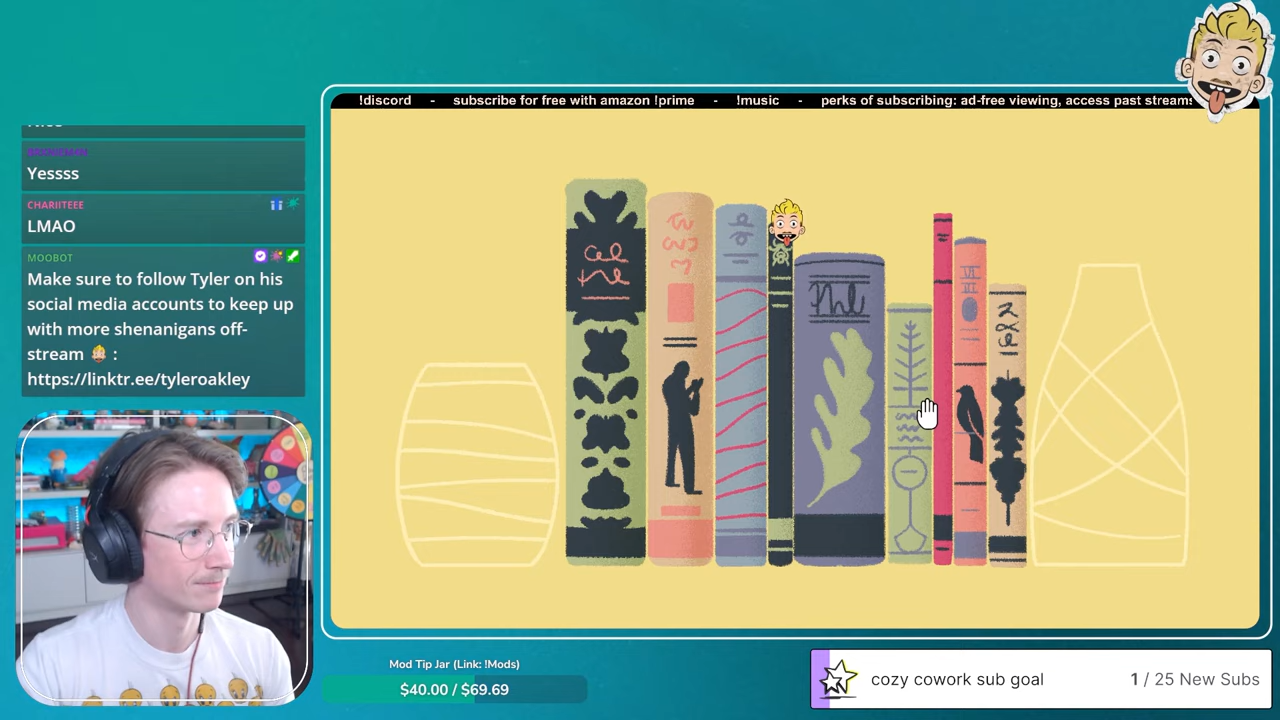 !discord - subscribe for free with amazon !prime - !music - perks of subscribing: ad-free viewing, access past streams
Yessss
CHARIITEEE
LMAO
MOOBOT
Make sure to follow Tyler on his
social media accounts to keep up
with more shenanigans off-
stream :
https://linktr.ee/tyleroakley
Mod Tip Jar (Link: !Mods)
$40.00 / $69.69
cozy cowork sub goal
1 / 25 New Subs